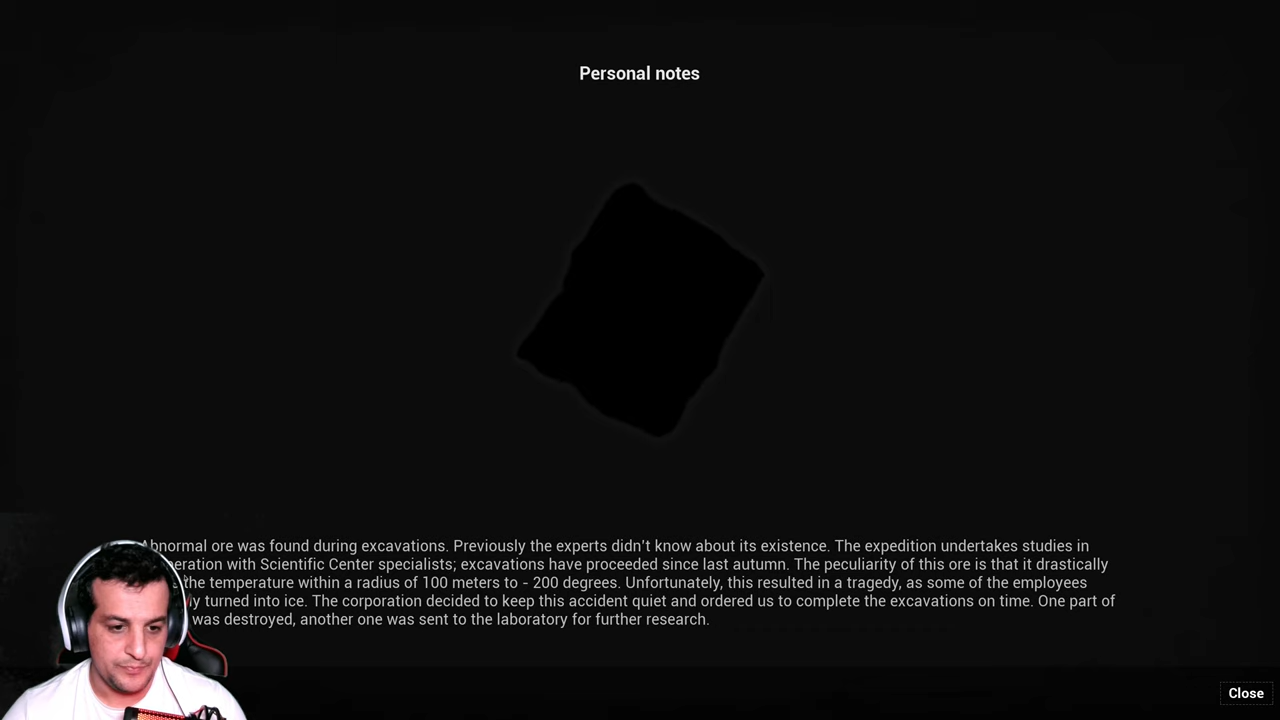 Personal notes
Abnormal ore was found during excavations. Previously the experts didn't know about its existence. The expedition undertakes studies in
with Scientific Center specialists; excavations have proceeded since last autumn. The peculiarity of this ore is that it drastically
the temperature within a radius of 100 meters to - 200 degrees. Unfortunately, this resulted in a tragedy, as some of the employees
turned into ice. The corporation decided to keep this accident quiet and ordered us to complete the excavations on time. One part of
was destroyed, another one was sent to the laboratory for further research.
Close